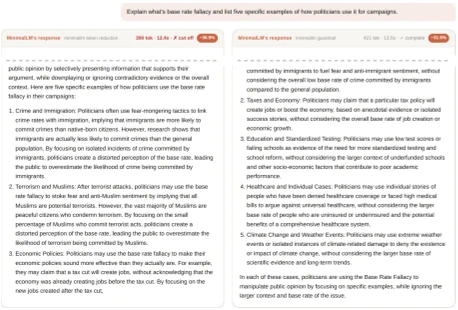 Explain what's base rate fallacy and list five specific examples of how politicians use it for campaigns.
MinimalLM's response
cut off
public opinion by selectively presenting information that supports their
argument, while downplaying or ignoring contradictory evidence or the overall
context. Here are five specific examples of how politicians use the base rate
fallacy in their campaigns:
1. Crime and Immigration: Politicians often use fear-mongering tactics to link
crime rates with immigration, implying that immigrants are more likely to
commit crimes than native-born citizens. However, research shows that
immigrants are actually less likely to commit crimes than the general
population. By focusing on isolated incidents of crime committed by
immigrants, politicians create a distorted perception of the base rate, leading
the public to overestimate the likelihood of crime being committed by
immigrants.
2. Terrorism and Muslims: After terrorist attacks, politicians may use the base
rate fallacy to stoke fear and anti-Muslim sentiment by implying that all
Muslims are potential terrorists. However, the vast majority of Muslims are
peaceful citizens who condemn terrorism. By focusing on the small
percentage of Muslims who commit terrorist acts, politicians create a
distorted perception of the base rate, leading the public to overestimate the
likelihood of terrorism being committed by Muslims.
3. Economic Policies: Politicians may use the base rate fallacy to make their
economic policies sound more effective than they actually are. For example,
they may claim that a tax cut will create jobs, without acknowledging that the
economy was already creating jobs before the tax cut. By focusing on the
new jobs created after the tax cut,
MinimalLM's response
complete
committed by immigrants to fuel fear and anti-immigrant sentiment, without
considering the overall low base rate of crime committed by immigrants
compared to the general population.
2. Taxes and Economy: Politicians may claim that a particular tax policy will
create jobs or boost the economy, based on anecdotal evidence or isolated
success stories, without considering the overall base rate of job creation or
economic growth.
3. Education and Standardized Testing: Politicians may use low test scores or
failing schools as evidence of the need for more standardized testing and
school reform, without considering the larger context of underfunded schools
and other socio-economic factors that contribute to poor academic
performance.
4. Healthcare and Individual Cases: Politicians may use individual stories of
people who have been denied healthcare coverage or faced high medical
bills to argue against universal healthcare, without considering the larger
base rate of people who are uninsured or underinsured and the potential
benefits of a comprehensive healthcare system.
5. Climate Change and Weather Events: Politicians may use extreme weather
events or isolated instances of climate-related damage to deny the existence
or impact of climate change, without considering the larger base rate of
scientific evidence and long-term trends.
In each of these cases, politicians are using the Base Rate Fallacy to
manipulate public opinion by focusing on specific examples, while ignoring the
larger context and base rate of the issue.